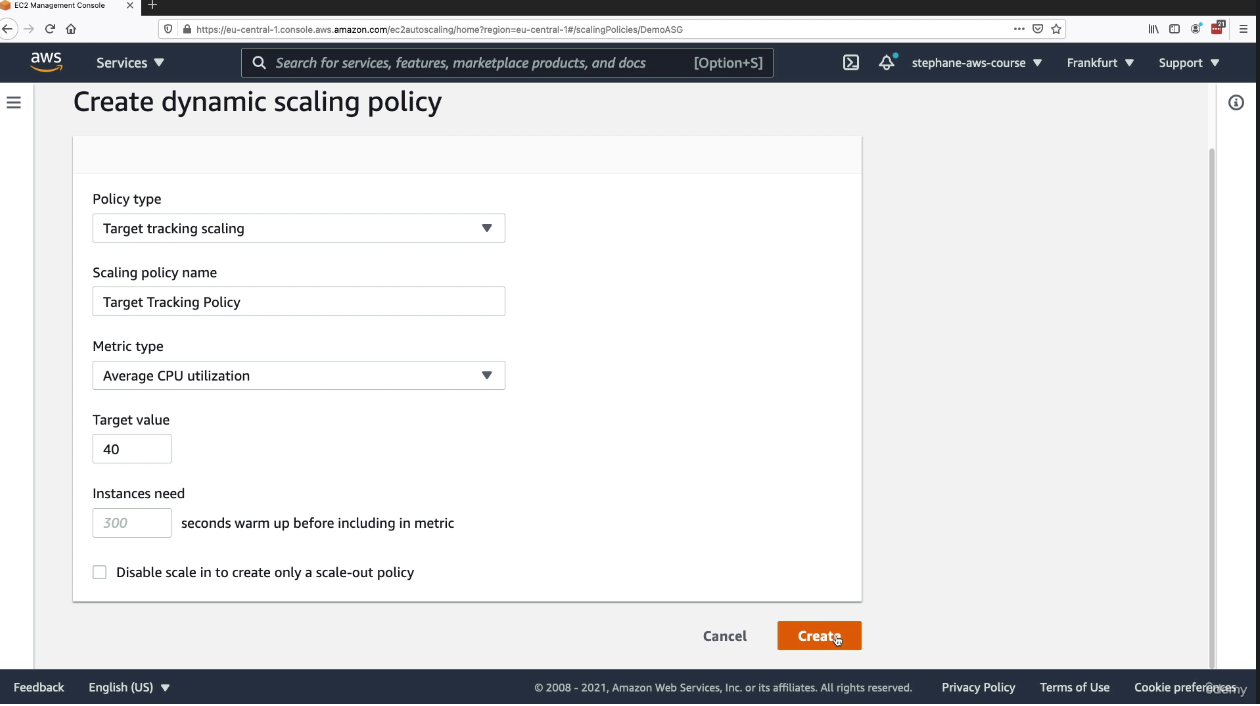 EC2 Management Console
https://eu-central-1.console.aws.amazon.com/ec2autoscaling/home?region=eu-central-1#/scalingPolicies/DemoASG
21
aws
Services
Search for services, features, marketplace products, and docs
[Option+S]
stephane-aws-course
Frankfurt
Support
Create dynamic scaling policy
Policy type
Target tracking scaling
Scaling policy name
Target Tracking Policy
Metric type
Average CPU utilization
Target value
40
Instances need
300 seconds warm up before including in metric
Disable scale in to create only a scale-out policy
Cancel
Create
Feedback
English (US)
© 2008 - 2021, Amazon Web Services, Inc. or its affiliates. All rights reserved.
Privacy Policy
Terms of Use
Cookie preferences
udemy